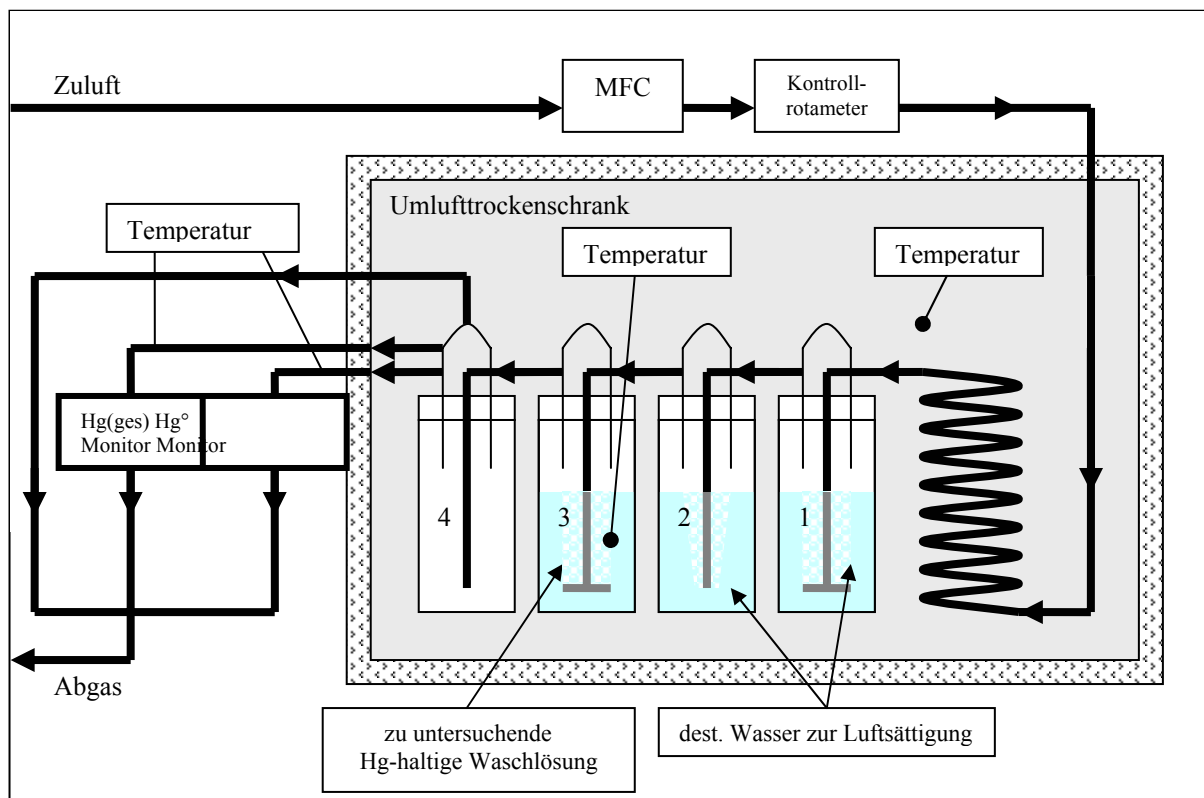 Zuluft
MFC
Kontroll-
rotameter
Umlufttrockenschrank
Temperatur
Temperatur
Temperatur
Hg(ges) Hg°
Monitor Monitor
4
3
2
1
Abgas
zu untersuchende
Hg-haltige Waschlösung
dest. Wasser zur Luftsättigung